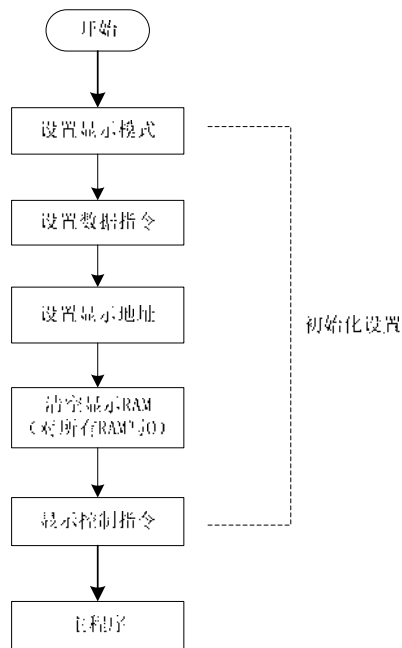 开始
设置显示模式
设置数据指令
设置显示地址
初始化设置
清空显示RAM
（对所有RAM写0）
显示控制指令
主程序